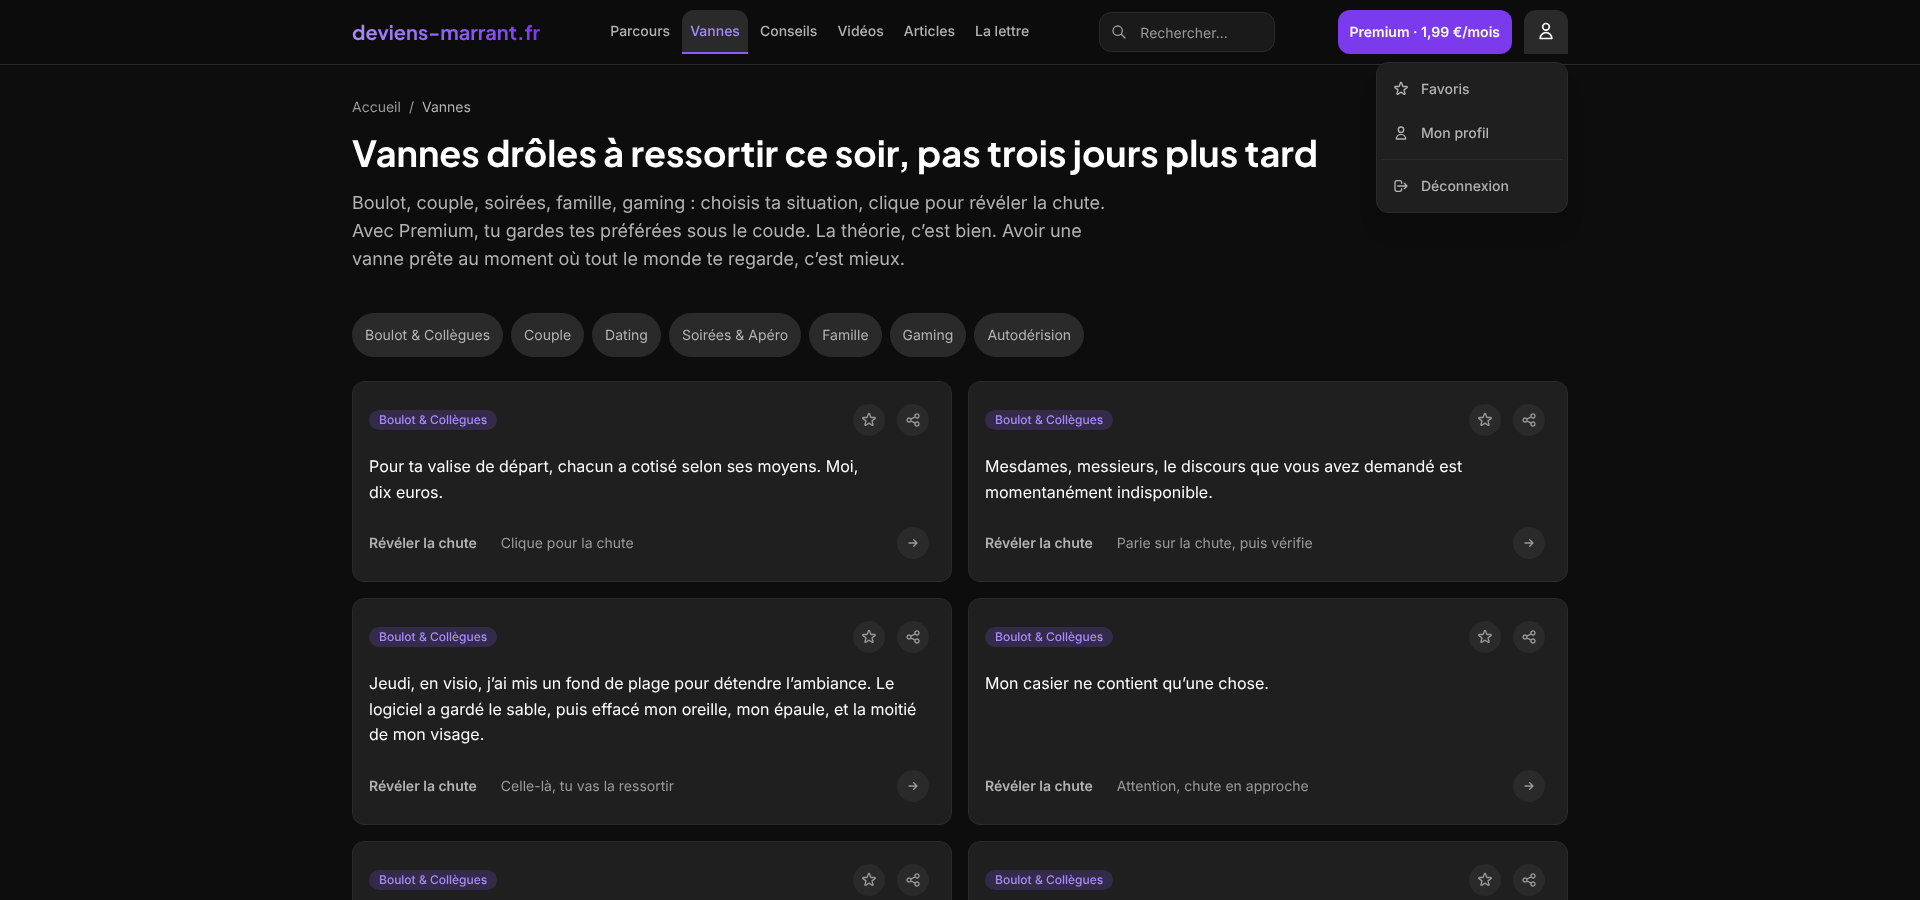 deviens-marrant.fr
Parcours
Vannes
Conseils
Vidéos
Articles
La lettre
Rechercher...
Premium · 1,99 €/mois
Favoris
Mon profil
Déconnexion
Accueil / Vannes
Vannes drôles à ressortir ce soir, pas trois jours plus tard
Boulot, couple, soirées, famille, gaming : choisis ta situation, clique pour révéler la chute.
Avec Premium, tu gardes tes préférées sous le coude. La théorie, c’est bien. Avoir une
vanne prête au moment où tout le monde te regarde, c’est mieux.
Boulot & Collègues
Couple
Dating
Soirées & Apéro
Famille
Gaming
Autodérision
Boulot & Collègues
Pour ta valise de départ, chacun a cotisé selon ses moyens. Moi,
dix euros.
Révéler la chute
Clique pour la chute
Boulot & Collègues
Mesdames, messieurs, le discours que vous avez demandé est
momentanément indisponible.
Révéler la chute
Parie sur la chute, puis vérifie
Boulot & Collègues
Jeudi, en visio, j’ai mis un fond de plage pour détendre l’ambiance. Le
logiciel a gardé le sable, puis effacé mon oreille, mon épaule, et la moitié
de mon visage.
Révéler la chute
Celle-là, tu vas la ressortir
Boulot & Collègues
Mon casier ne contient qu’une chose.
Révéler la chute
Attention, chute en approche
Boulot & Collègues
Boulot & Collègues